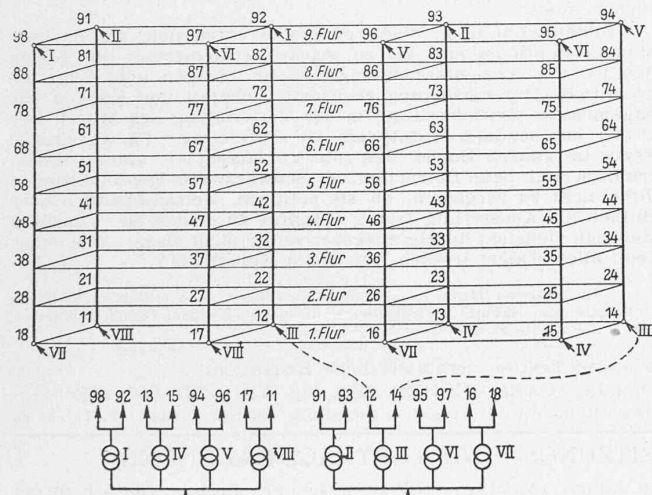 91 92 93 94
98 II 97 I 96 II 95 V
I 81 VI 82 9. Flur V 83 VI 84
88 87 8. Flur 86 85
71 72 73 74
78 77 7. Flur 76 75
61 62 63 64
68 67 6. Flur 66 65
51 52 53 54
58 57 5 Flur 56 55
41 42 43 44
48 47 4. Flur 46 45
31 32 33 34
38 37 3. Flur 36 35
21 22 23 24
28 27 2. Flur 26 25
11 12 13 14
18 VIII 17 III 1. Flur 16 IV 15 III
VII VIII VII IV
98 92 13 15 94 96 17 11 91 93 12 14 95 97 16 18
I IV V VIII II III VI VII